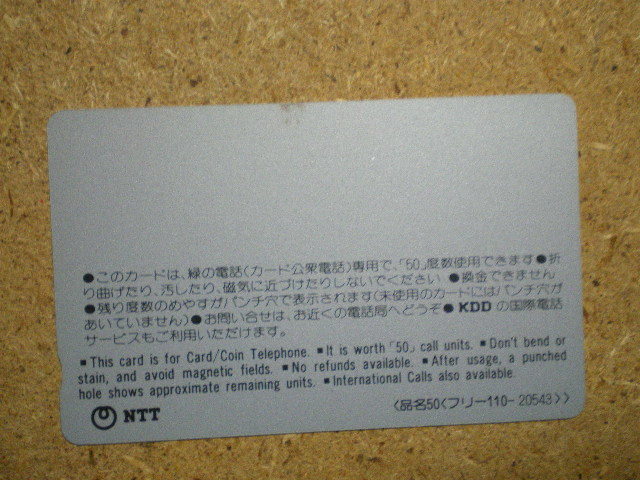 ●このカードは、緑の電話(カード公衆電話)専用で、「50」度数使用できます●折
り曲げたり、汚したり、磁気に近づけたりしないでください ●換金できません
●残り度数のめやすがパンチ穴で表示されます(未使用のカードにはパンチ穴が
あいていません)●お問い合せは、お近くの電話局へどうぞ● KDD の国際電話
サービスもご利用いただけます。
■ This card is for Card/Coin Telephone. ■ It is worth「50」call units. ■ Don't bend or
stain, and avoid magnetic fields. ■ No refunds available. ■ After usage, a punched
hole shows approximate remaining units. ■ International Calls also available.
NTT 〈品名50〈フリー110-20543〉〉